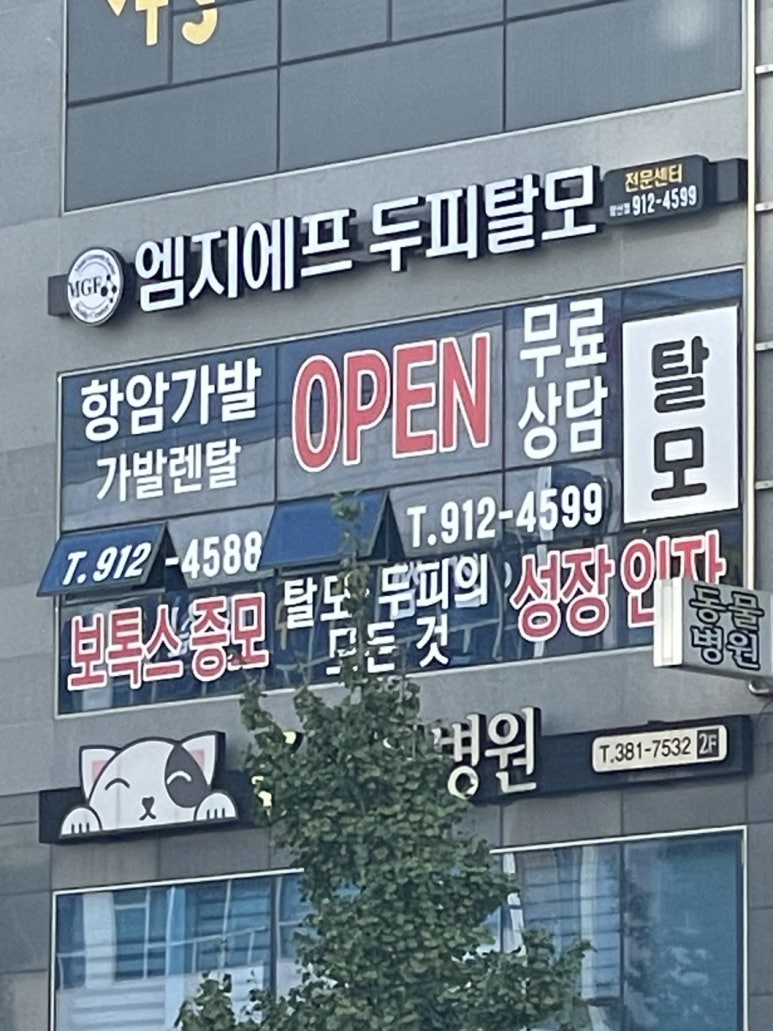 MGF
엠지에프 두피탈모
전문센터
912-4599
항암가발
가발렌탈
OPEN
무료
상담
탈모
T. 912-4588
T.912-4599
보톡스증모
탈모·두피의
모든 것
성장인자
동물
병원
병원
T.381-7532 2F